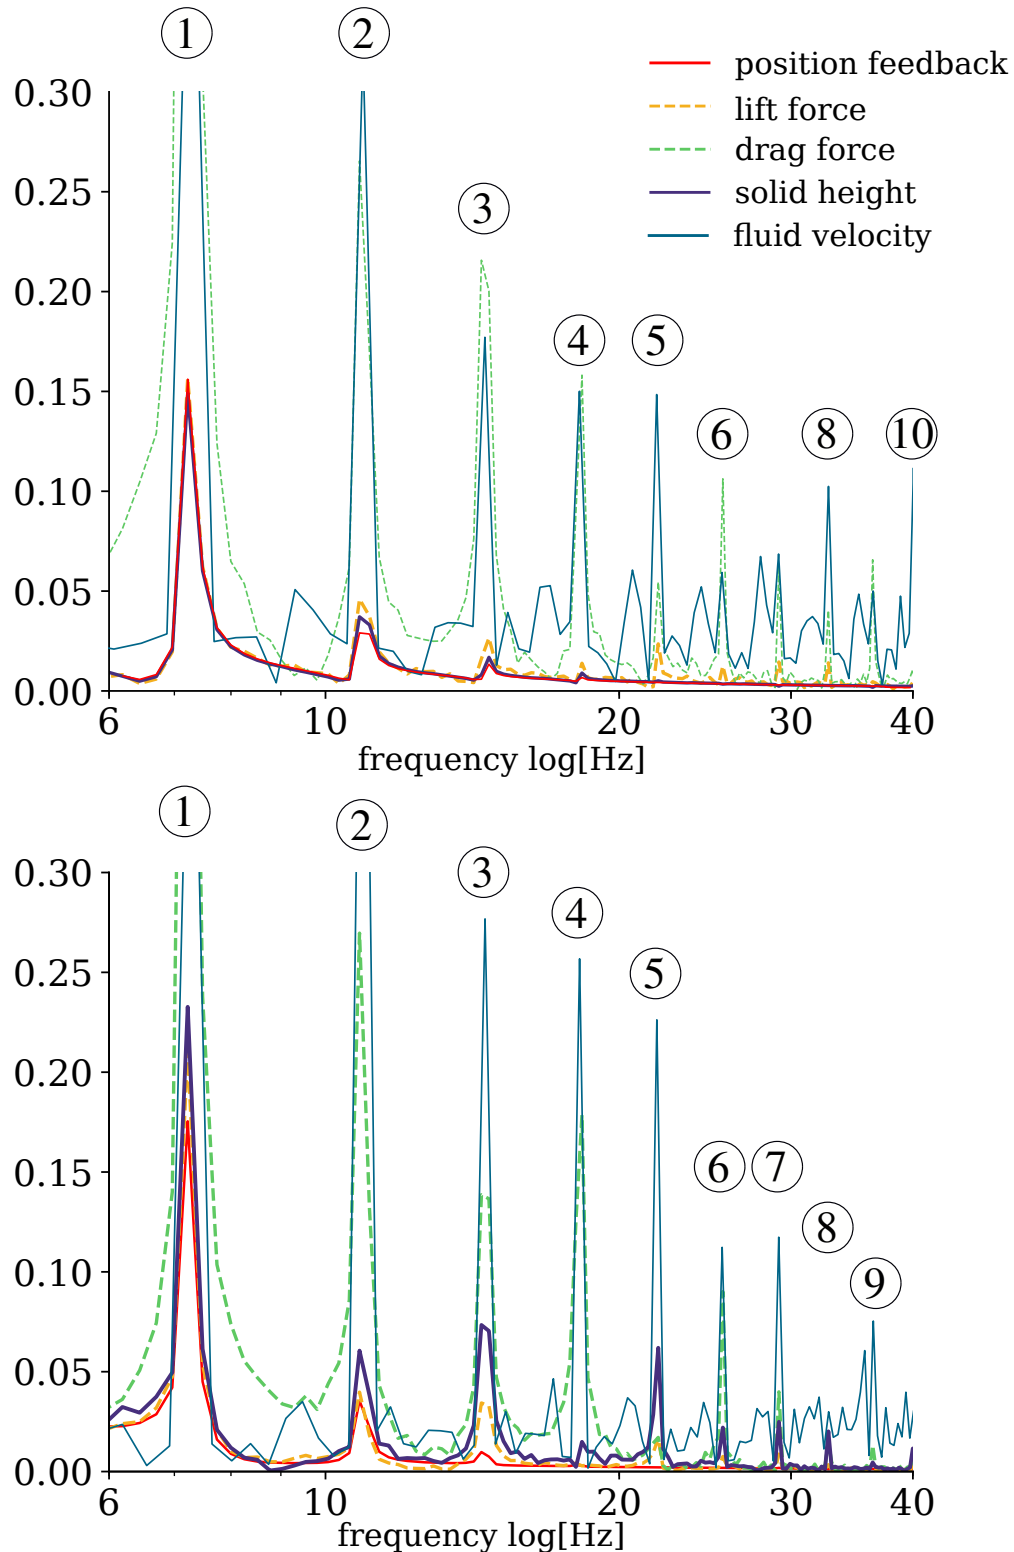 ① ②
position feedback
0.30
lift force
drag force
0.25
③
solid height
fluid velocity
0.20
④ ⑤
0.15
⑥ ⑧ ⑩
0.10
0.05
0.00
6 10 20 30 40
frequency log[Hz]
① ②
0.30
③
④
0.25
⑤
0.20
⑥ ⑦
0.15
⑧
0.10
⑨
0.05
0.00
6 10 20 30 40
frequency log[Hz]